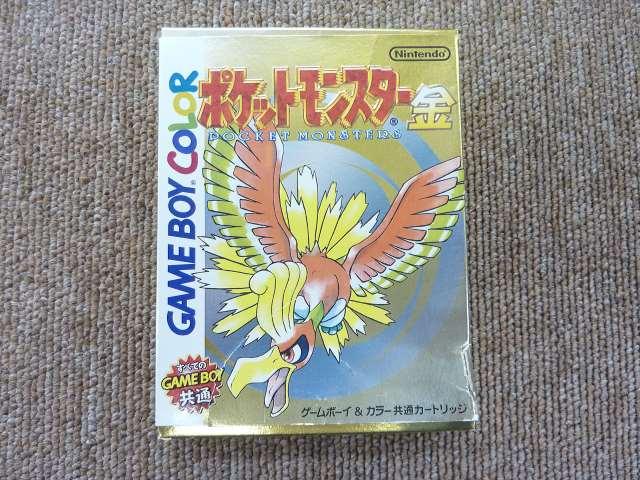 Nintendo
GAME BOY COLOR
ポケットモンスター金
POCKET MONSTERS
すべての
GAME BOY
共通
ゲームボーイ & カラー共通カートリッジ